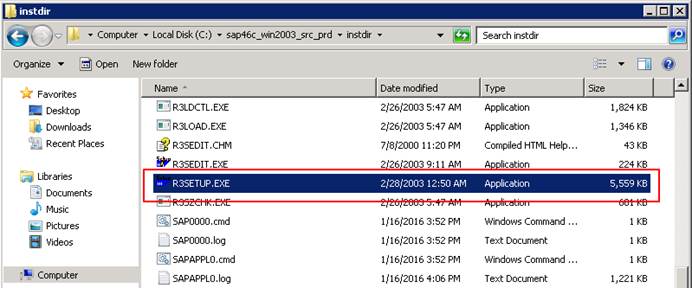 instdir
Computer ▸ Local Disk (C:) ▸ sap46c_win2003_src_prd ▸ instdir ▸
Search instdir
Organize Open New folder
Name Date modified Type Size
Favorites
Desktop
Downloads
Recent Places
Libraries
Documents
Music
Pictures
Videos
Computer
R3LDCTL.EXE 2/26/2003 5:47 AM Application 1,824 KB
R3LOAD.EXE 2/26/2003 5:47 AM Application 1,346 KB
R3SEDIT.CHM 7/8/2000 11:20 PM Compiled HTML Help... 73 KB
R3SEDIT.EXE 2/26/2003 9:11 AM Application 224 KB
R3SETUP.EXE 2/28/2003 12:50 AM Application 5,559 KB
R3SZCHK.EXE 2/26/2003 5:47 AM Application 681 KB
SAP0000.cmd 1/16/2016 3:52 PM Windows Command ... 1 KB
SAP0000.log 1/16/2016 3:52 PM Text Document 1 KB
SAPAPPL0.cmd 1/16/2016 3:52 PM Windows Command ... 1 KB
SAPAPPL0.log 1/16/2016 4:06 PM Text Document 1,221 KB